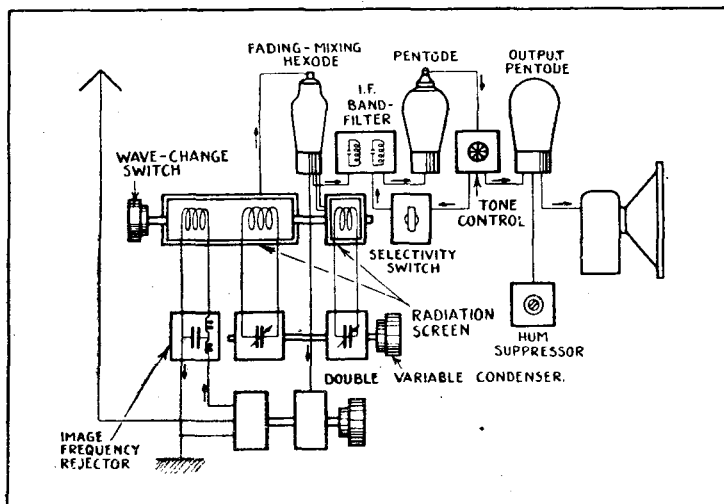 FADING-MIXING
HEXODE
PENTODE
OUTPUT
PENTODE
I.F.
BAND-
FILTER
WAVE-CHANGE
SWITCH
TONE
CONTROL
SELECTIVITY
SWITCH
RADIATION
SCREEN
HUM
SUPPRESSOR
DOUBLE VARIABLE CONDENSER.
IMAGE
FREQUENCY
REJECTOR